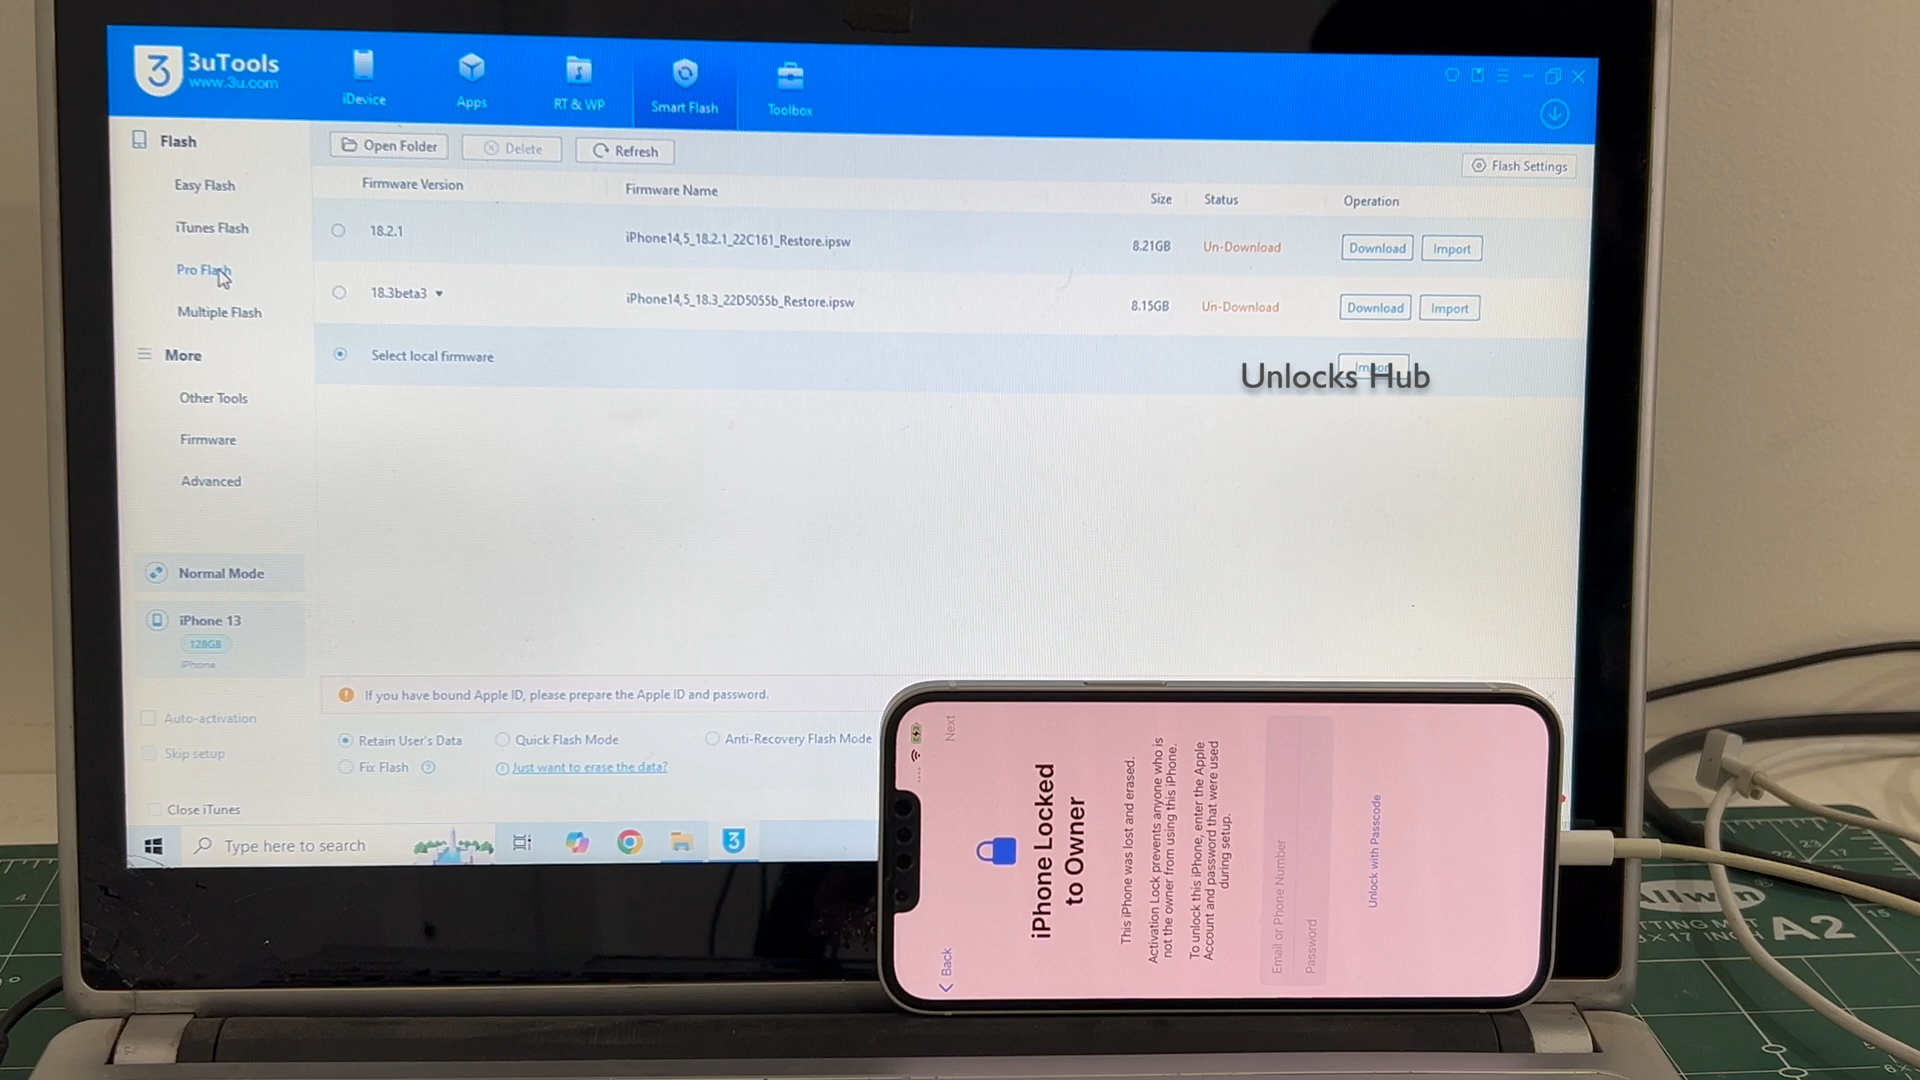 3
3uTools
www.3u.com
iDevice
Apps
RT & WP
Smart Flash
Toolbox
Flash
Easy Flash
iTunes Flash
Pro Flash
Multiple Flash
More
Other Tools
Firmware
Advanced
Normal Mode
iPhone 13
128GB
iPhone
Auto-activation
Skip setup
Close iTunes
Open Folder
Delete
Refresh
Flash Settings
Firmware Version
Firmware Name
Size
Status
Operation
18.2.1
iPhone14,5_18.2.1_22C161_Restore.ipsw
8.21GB
Un-Download
Download
Import
18.3beta3
iPhone14,5_18.3_22D5055b_Restore.ipsw
8.15GB
Un-Download
Download
Import
Select local firmware
Import
Unlocks Hub
If you have bound Apple ID, please prepare the Apple ID and password.
Retain User's Data
Quick Flash Mode
Anti-Recovery Flash Mode
Fix Flash
Just want to erase the data?
Type here to search
3
Back
Next
iPhone Locked
to Owner
This iPhone was lost and erased.
Activation Lock prevents anyone who is
not the owner from using this iPhone.
To unlock this iPhone, enter the Apple
Account and password that were used
during setup.
Email or Phone Number
Password
Unlock with Passcode
A2